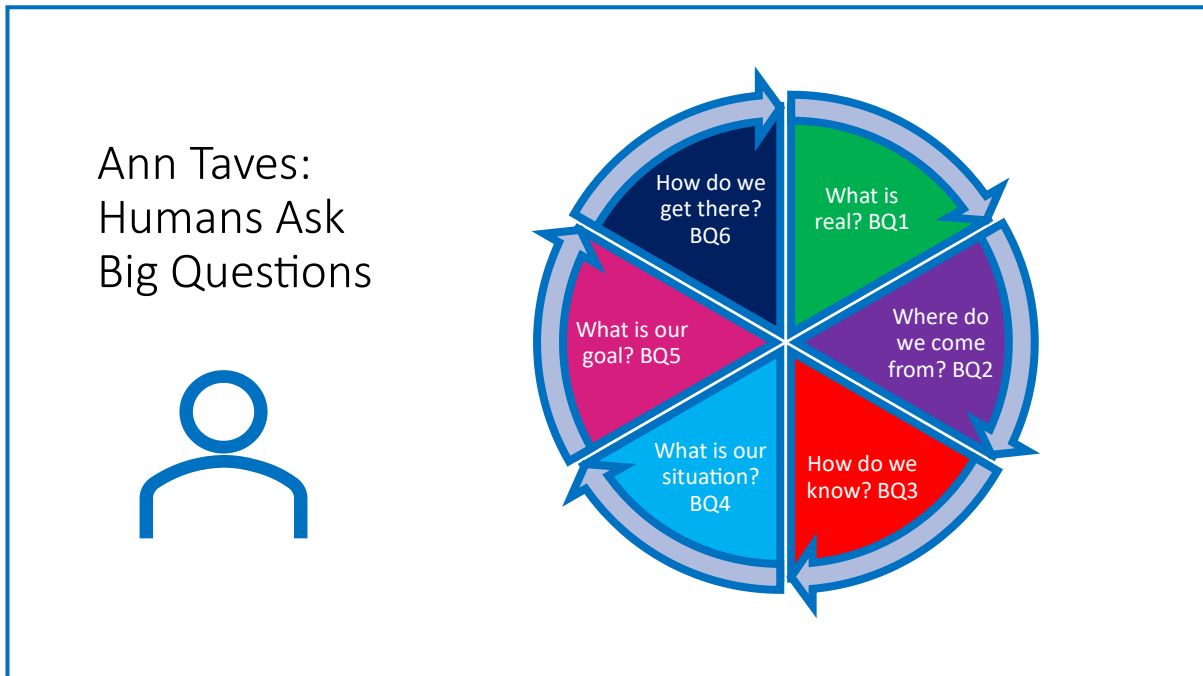 Ann Taves:
Humans Ask
Big Questions
What is
real? BQ1
Where do
we come
from? BQ2
How do we
know? BQ3
What is our
situation?
BQ4
What is our
goal? BQ5
How do we
get there?
BQ6